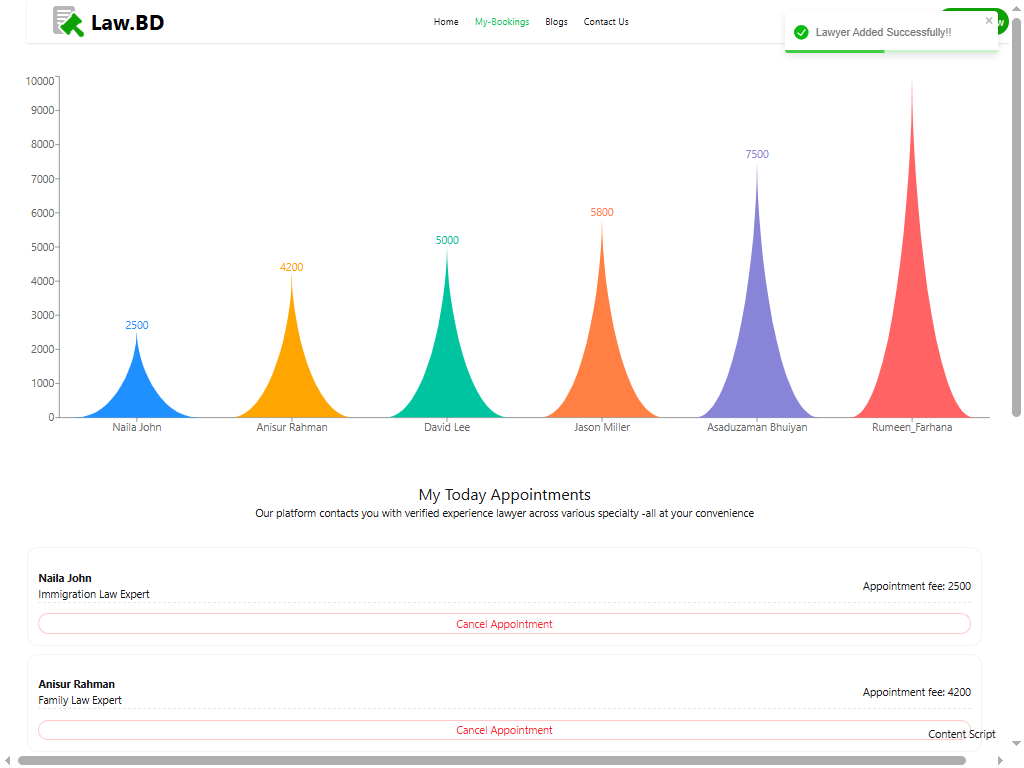 Law.BD
Home My-Bookings Blogs Contact Us
w
Lawyer Added Successfully!!
10000
9000
8000
7000
6000
5000
4000
3000
2000
1000
0
2500
4200
5000
5800
7500
Naila John Anisur Rahman David Lee Jason Miller Asaduzaman Bhuiyan Rumeen_Farhana
My Today Appointments
Our platform contacts you with verified experience lawyer across various specialty -all at your convenience
Naila John
Immigration Law Expert
Appointment fee: 2500
Cancel Appointment
Anisur Rahman
Family Law Expert
Appointment fee: 4200
Cancel Appointment
Content Script